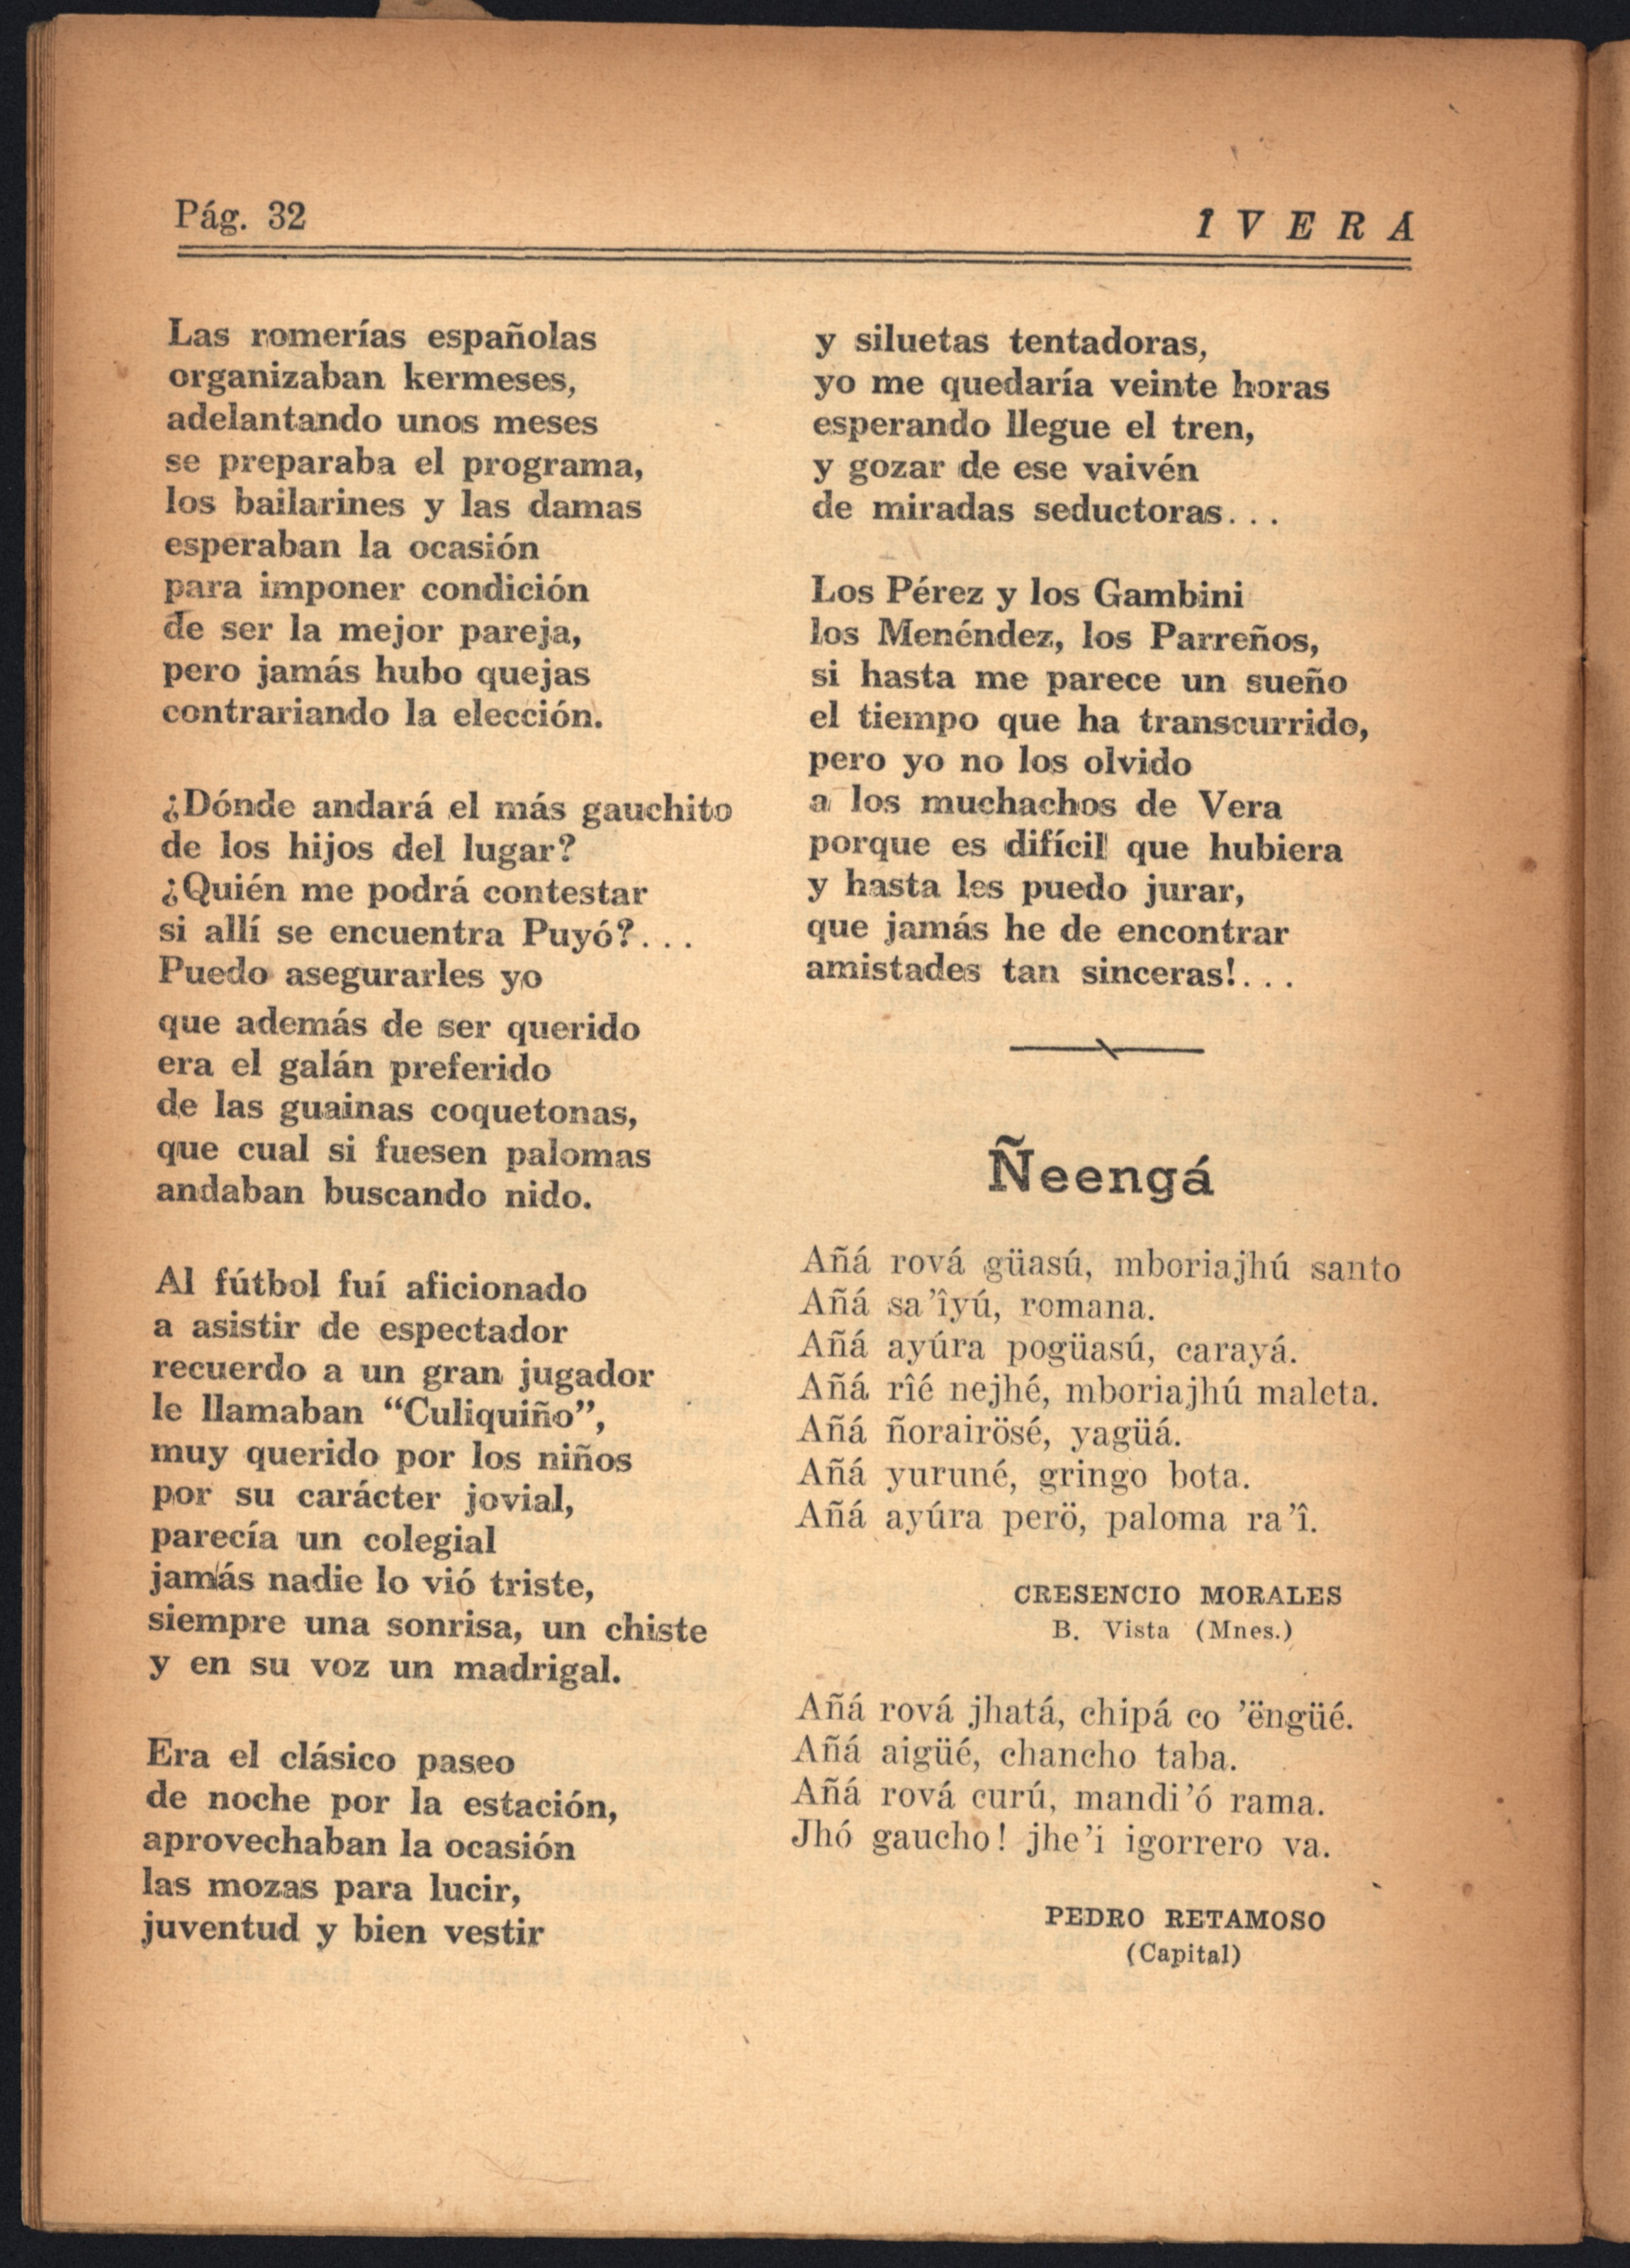 Pág. 32
IVERA
Las romerías españolas
organizaban kermeses,
adelantando unos meses
se preparaba el programa,
los bailarines y las damas
esperaban la ocasión
para imponer condición
de ser la mejor pareja,
pero jamás hubo quejas
contrariando la elección.
¿Dónde andará el más gauchito
de los hijos del lugar?
¿Quién me podrá contestar
si allí se encuentra Puyó?...
Puedo asegurarles yo
que además de ser querido
era el galán preferido
de las guainas coquetonas,
que cual si fuesen palomas
andaban buscando nido.
Al fútbol fuí aficionado
a asistir de espectador
recuerdo a un gran jugador
le llamaban “Culiquiño”,
muy querido por los niños
por su carácter jovial,
parecía un colegial
jamás nadie lo vió triste,
siempre una sonrisa, un chiste
y en su voz un madrigal.
Era el clásico paseo
de noche por la estación,
aprovechaban la ocasión
las mozas para lucir,
juventud y bien vestir
y siluetas tentadoras,
yo me quedaría veinte horas
esperando llegue el tren,
y gozar de ese vaivén
de miradas seductoras...
Los Pérez y los Gambini
los Menéndez, los Parreños,
si hasta me parece un sueño
el tiempo que ha transcurrido,
pero yo no los olvido
a los muchachos de Vera
porque es difícil que hubiera
y hasta les puedo jurar,
que jamás he de encontrar
amistades tan sinceras!...
Ñeengá
Añá rová güasú, mboriajhú santo
Añá sa’îyú, romana.
Añá ayúra pogüasú, carayá.
Añá rîé nejhé, mboriajhú maleta.
Añá ñorairösé, yagüá.
Añá yuruné, gringo bota.
Añá ayúra però, paloma ra’î.
CRESENCIO MORALES
B. Vista (Mnes.)
Añá rová jhatá, chipá co ’ëngüé.
Añá aigüé, chancho taba.
Añá rová curú, mandi’ó rama.
Jhó gaucho! jhe’i igorrero va.
PEDRO RETAMOSO
(Capital)